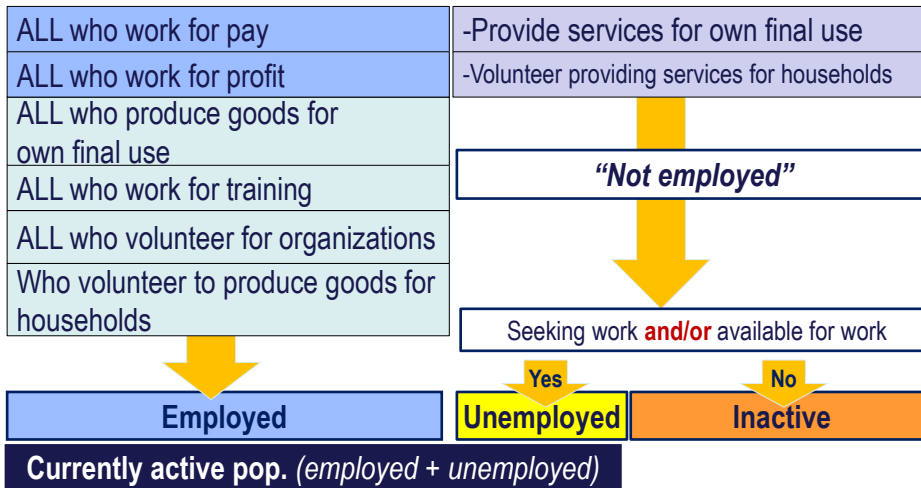 ALL who work for pay
ALL who work for profit
ALL who produce goods for
own final use
ALL who work for training
ALL who volunteer for organizations
Who volunteer to produce goods for
households
Employed
-Provide services for own final use
-Volunteer providing services for households
“Not employed”
Seeking work and/or available for work
Yes
No
Unemployed
Inactive
Currently active pop. (employed + unemployed)